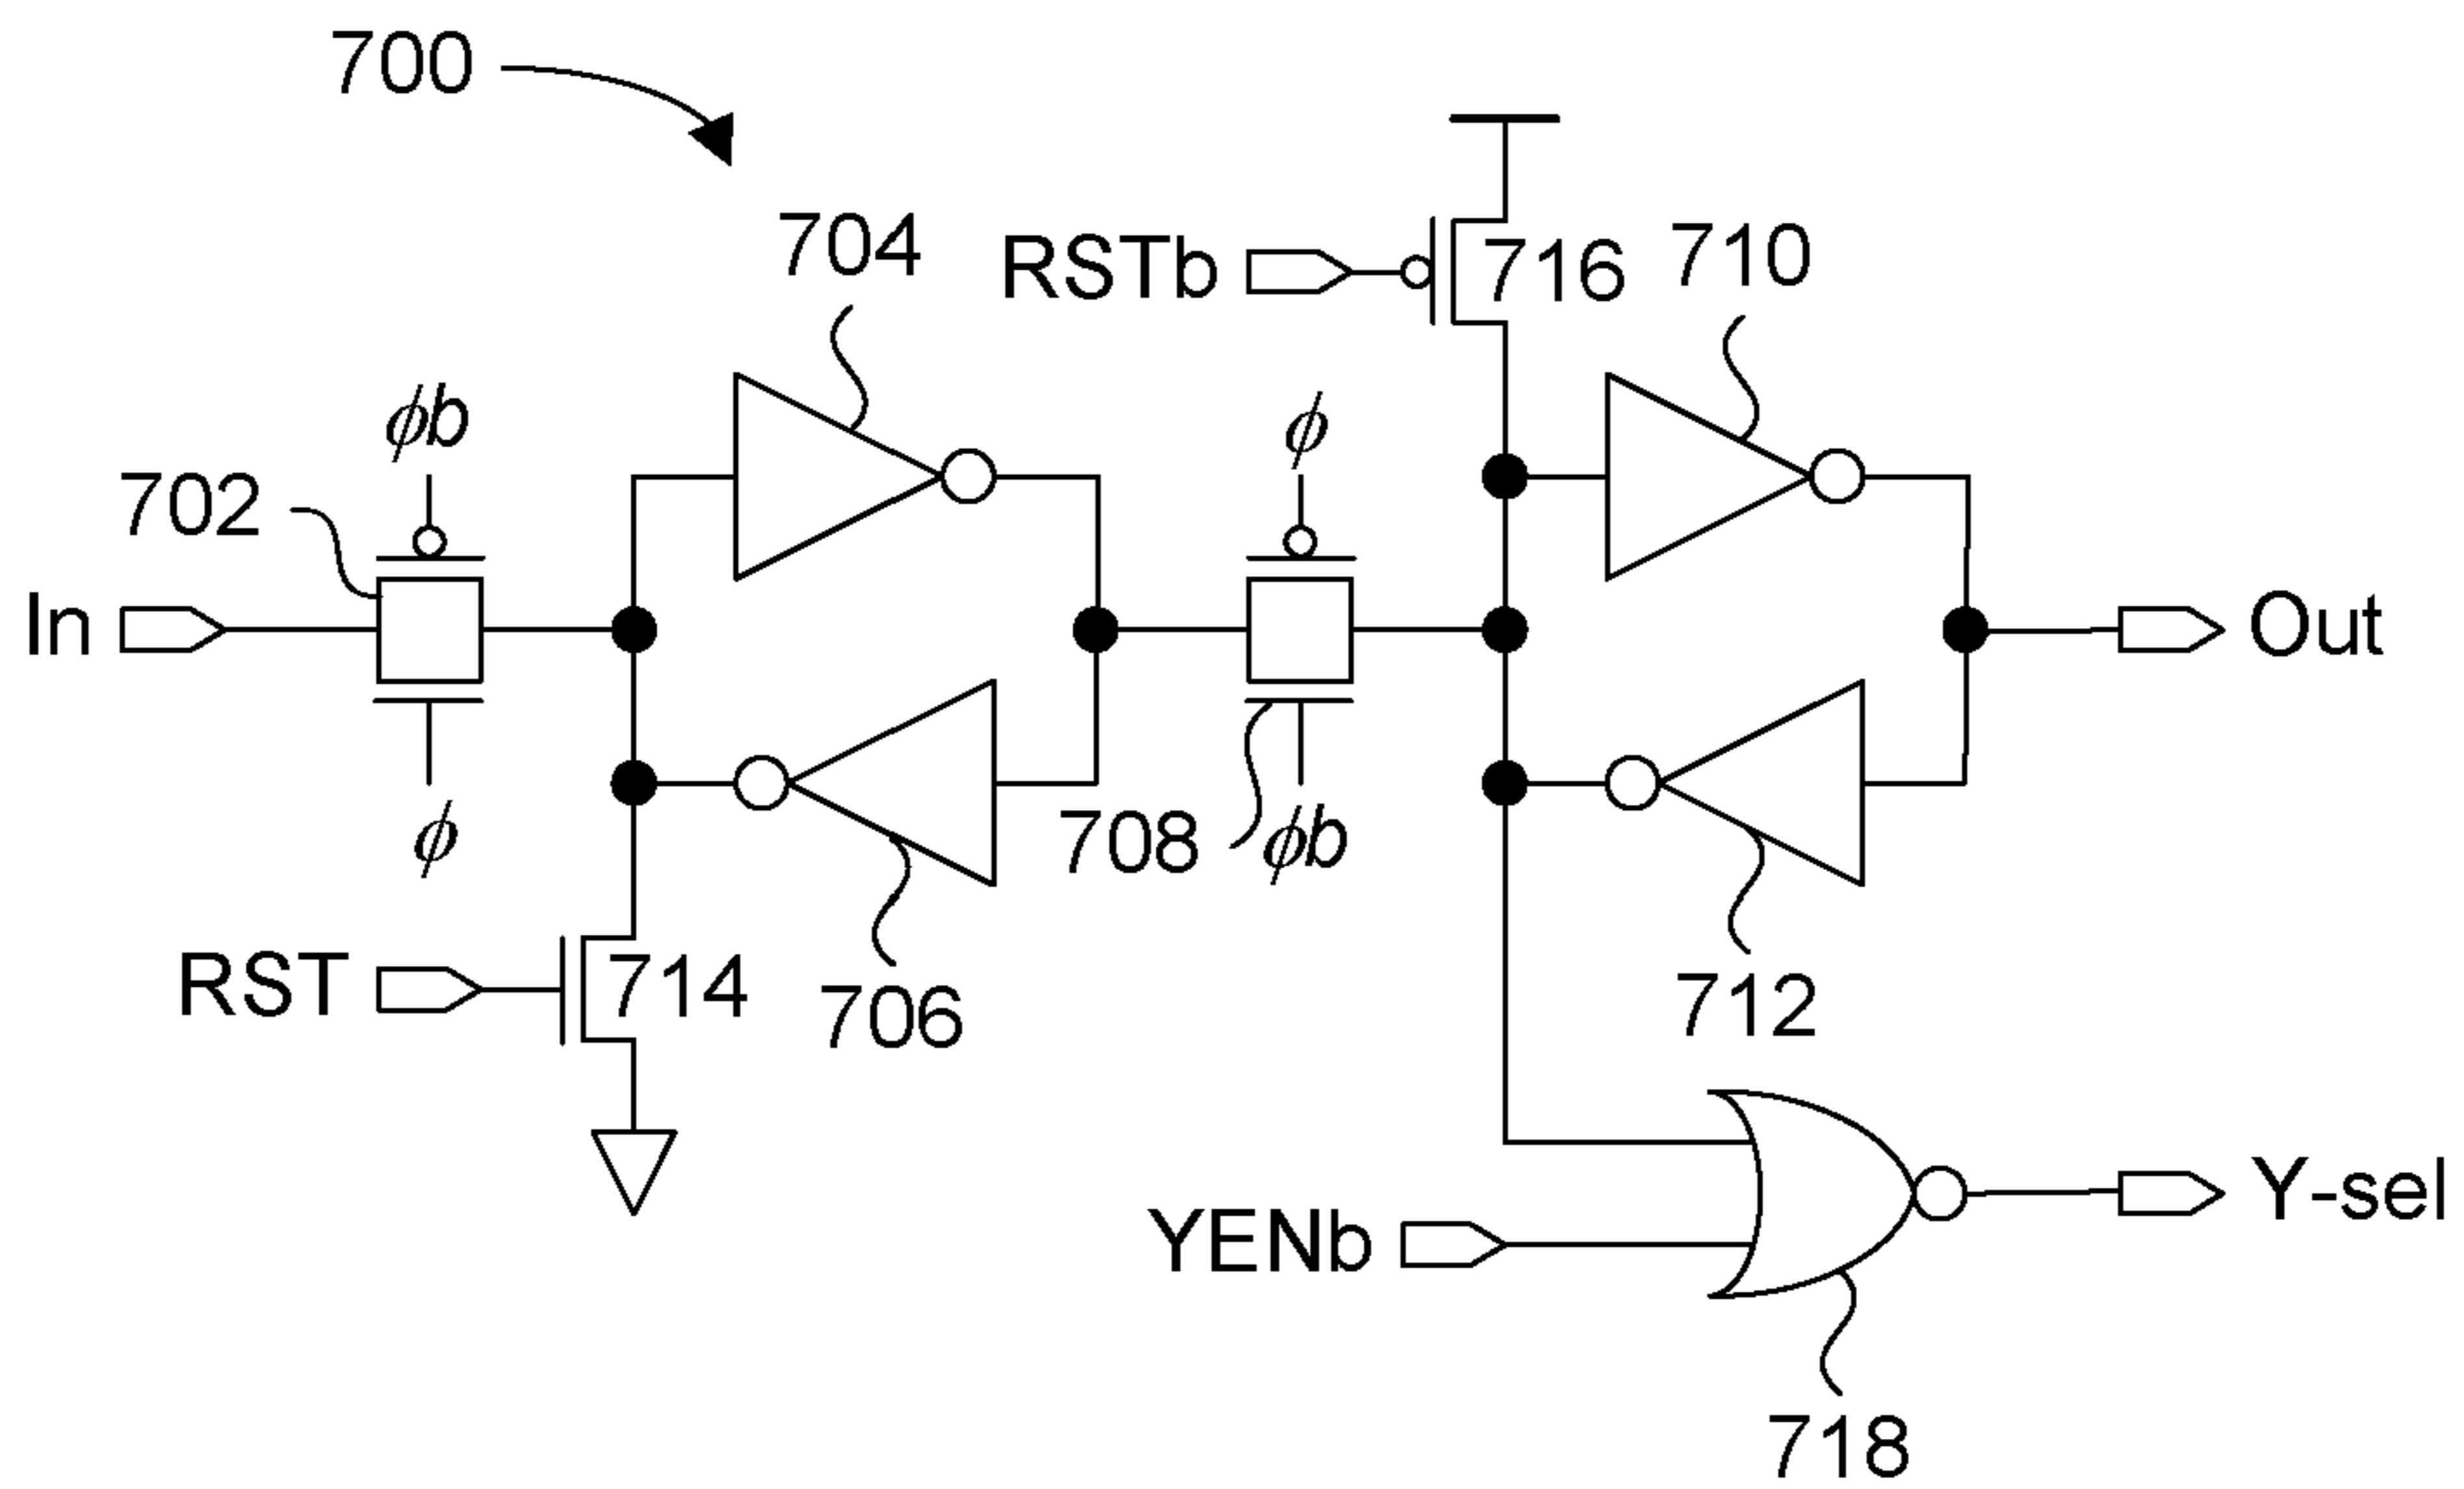 700
704
RSTb
716
710
ϕb
ϕ
702
In
Out
708
ϕb
ϕ
RST
714
706
712
YENb
Y-sel
718